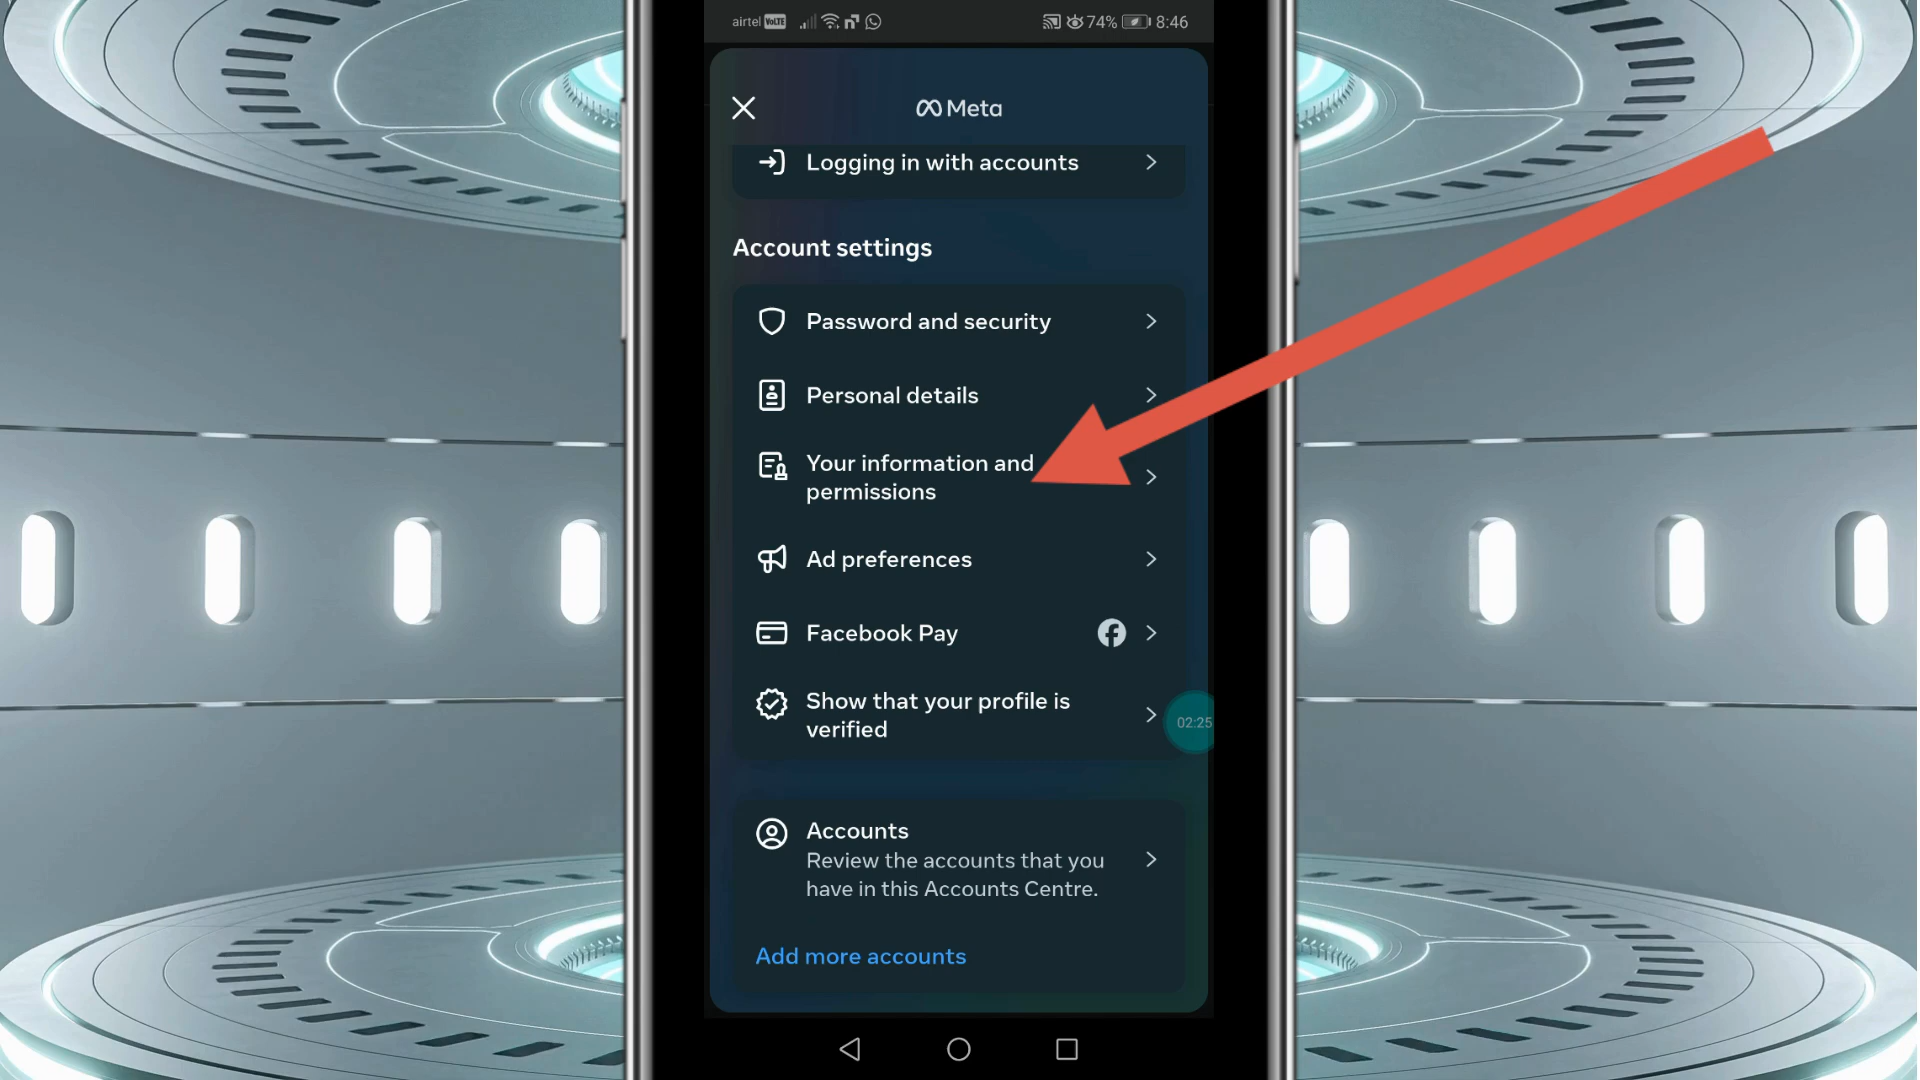 airtel VoLTE 74% 8:46
Meta
Logging in with accounts
Account settings
Password and security
Personal details
Your information and
permissions
Ad preferences
Facebook Pay
Show that your profile is
verified
02:25
Accounts
Review the accounts that you
have in this Accounts Centre.
Add more accounts